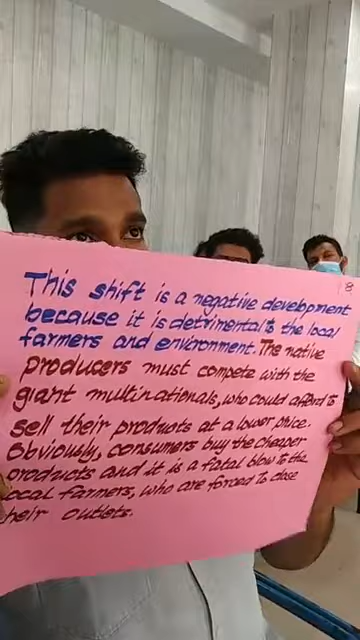 8
This shift is a negative development
because it is detrimental to the local
farmers and environment. The native
producers must compete with the
giant multinationals, who could afford to
sell their products at a lower price.
Obviously, consumers buy the cheaper
products and it is a fatal blow to the
local farmers, who are forced to close
their outlets.